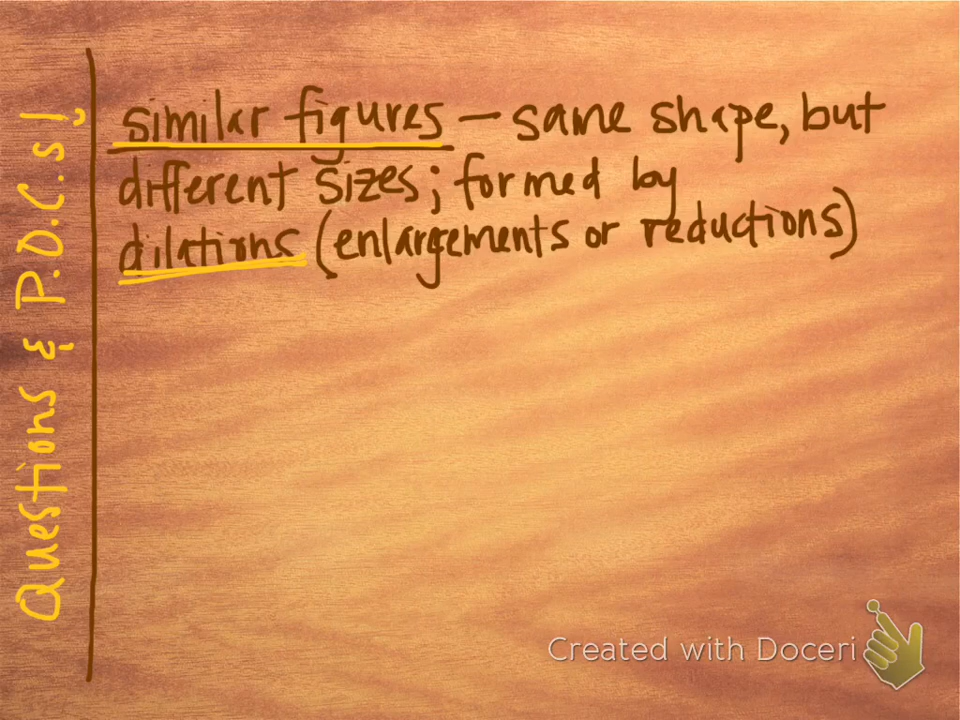 Questions & P.O.C.s!
similar figures — same shape, but
different sizes; formed by
dilations (enlargements or reductions)
Created with Doceri